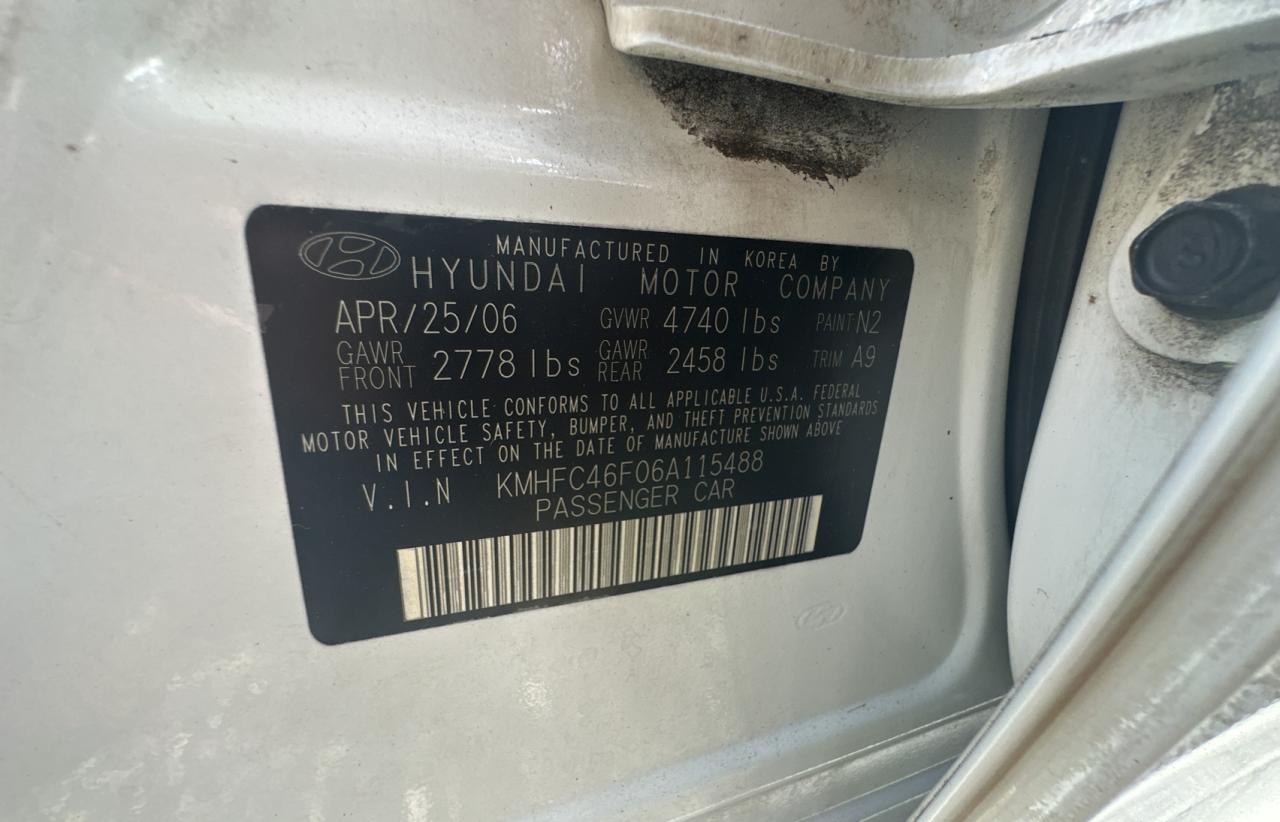 MANUFACTURED IN KOREA BY
HYUNDAI MOTOR COMPANY
APR/25/06 GVWR 4740 lbs PAINT N2
GAWR FRONT 2778 lbs GAWR REAR 2458 lbs TRIM A9
THIS VEHICLE CONFORMS TO ALL APPLICABLE U.S.A. FEDERAL
MOTOR VEHICLE SAFETY, BUMPER, AND THEFT PREVENTION STANDARDS
IN EFFECT ON THE DATE OF MANUFACTURE SHOWN ABOVE
V.I.N KMHFC46F06A115488
PASSENGER CAR